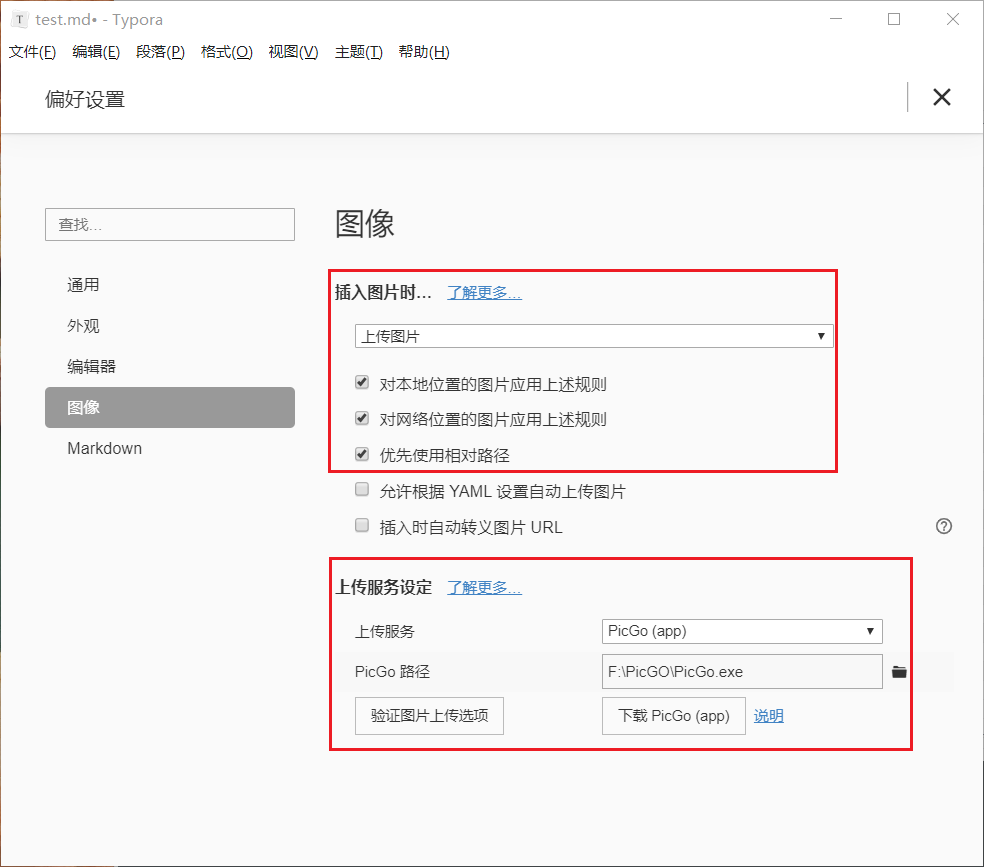 T test.md• - Typora
文件(F) 编辑(E) 段落(P) 格式(O) 视图(V) 主题(T) 帮助(H)
偏好设置
查找...
通用
外观
编辑器
图像
Markdown
图像
插入图片时... 了解更多...
上传图片
对本地位置的图片应用上述规则
对网络位置的图片应用上述规则
优先使用相对路径
允许根据 YAML 设置自动上传图片
插入时自动转义图片 URL
上传服务设定 了解更多...
上传服务 PicGo (app)
PicGo 路径 F:\PicGO\PicGo.exe
验证图片上传选项 下载 PicGo (app) 说明